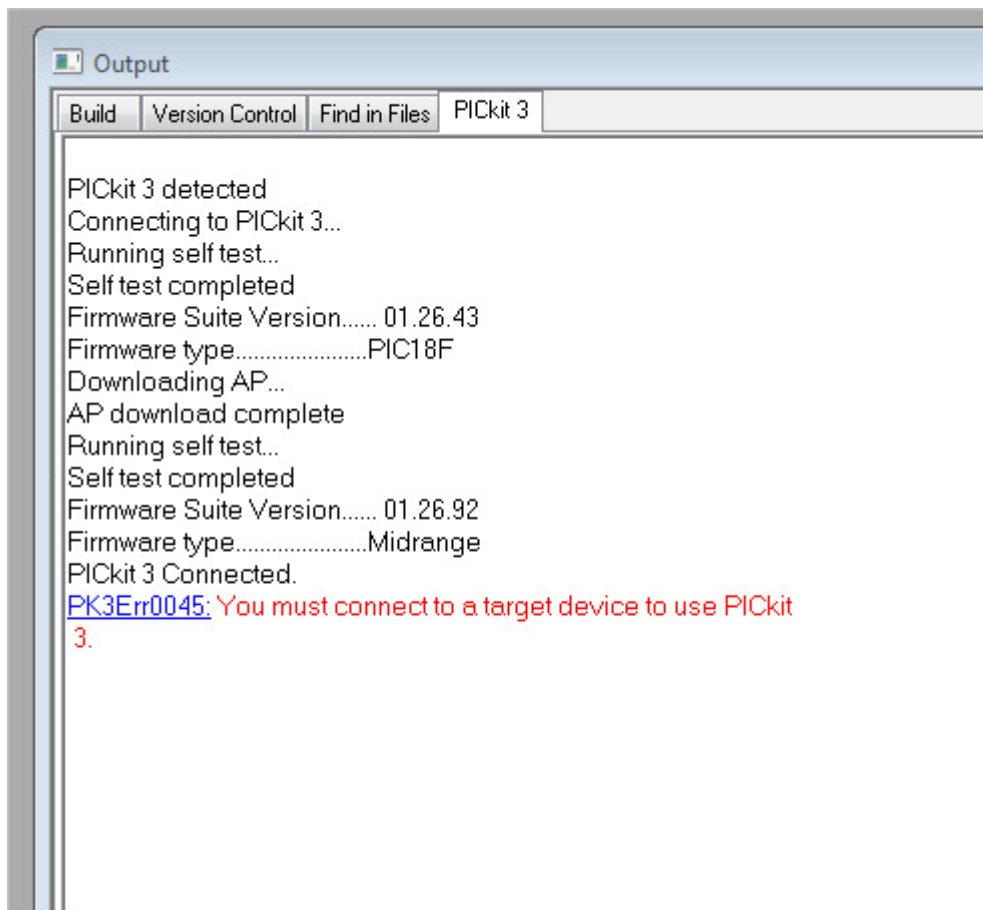 Output
Build Version Control Find in Files PICkit 3
PICkit 3 detected
Connecting to PICkit 3...
Running self test...
Self test completed
Firmware Suite Version...... 01.26.43
Firmware type......................PIC18F
Downloading AP...
AP download complete
Running self test...
Self test completed
Firmware Suite Version...... 01.26.92
Firmware type......................Midrange
PICkit 3 Connected.
PK3Err0045: You must connect to a target device to use PICkit
3.